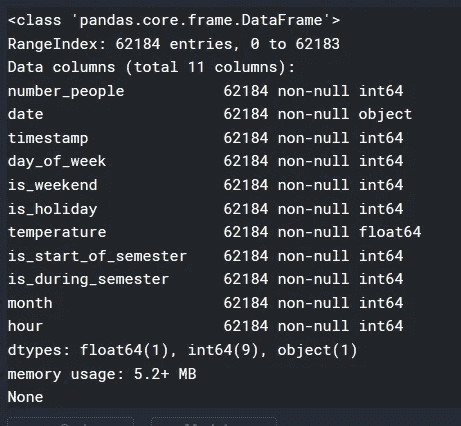 <class 'pandas.core.frame.DataFrame'>
RangeIndex: 62184 entries, 0 to 62183
Data columns (total 11 columns):
number_people            62184 non-null int64
date                     62184 non-null object
timestamp                62184 non-null int64
day_of_week              62184 non-null int64
is_weekend               62184 non-null int64
is_holiday               62184 non-null int64
temperature              62184 non-null float64
is_start_of_semester     62184 non-null int64
is_during_semester       62184 non-null int64
month                    62184 non-null int64
hour                     62184 non-null int64
dtypes: float64(1), int64(9), object(1)
memory usage: 5.2+ MB
None